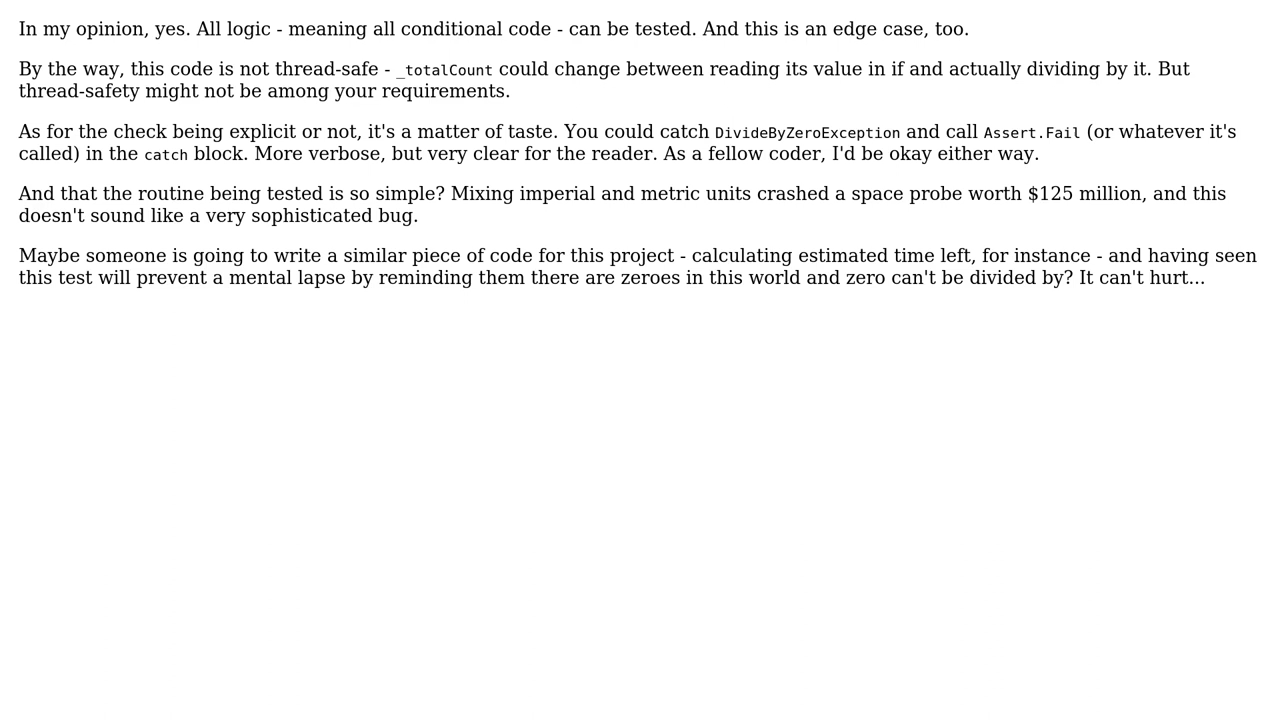 In my opinion, yes. All logic - meaning all conditional code - can be tested. And this is an edge case, too.
By the way, this code is not thread-safe - _totalCount could change between reading its value in if and actually dividing by it. But
thread-safety might not be among your requirements.
As for the check being explicit or not, it's a matter of taste. You could catch DivideByZeroException and call Assert.Fail (or whatever it's
called) in the catch block. More verbose, but very clear for the reader. As a fellow coder, I'd be okay either way.
And that the routine being tested is so simple? Mixing imperial and metric units crashed a space probe worth $125 million, and this
doesn't sound like a very sophisticated bug.
Maybe someone is going to write a similar piece of code for this project - calculating estimated time left, for instance - and having seen
this test will prevent a mental lapse by reminding them there are zeroes in this world and zero can't be divided by? It can't hurt...